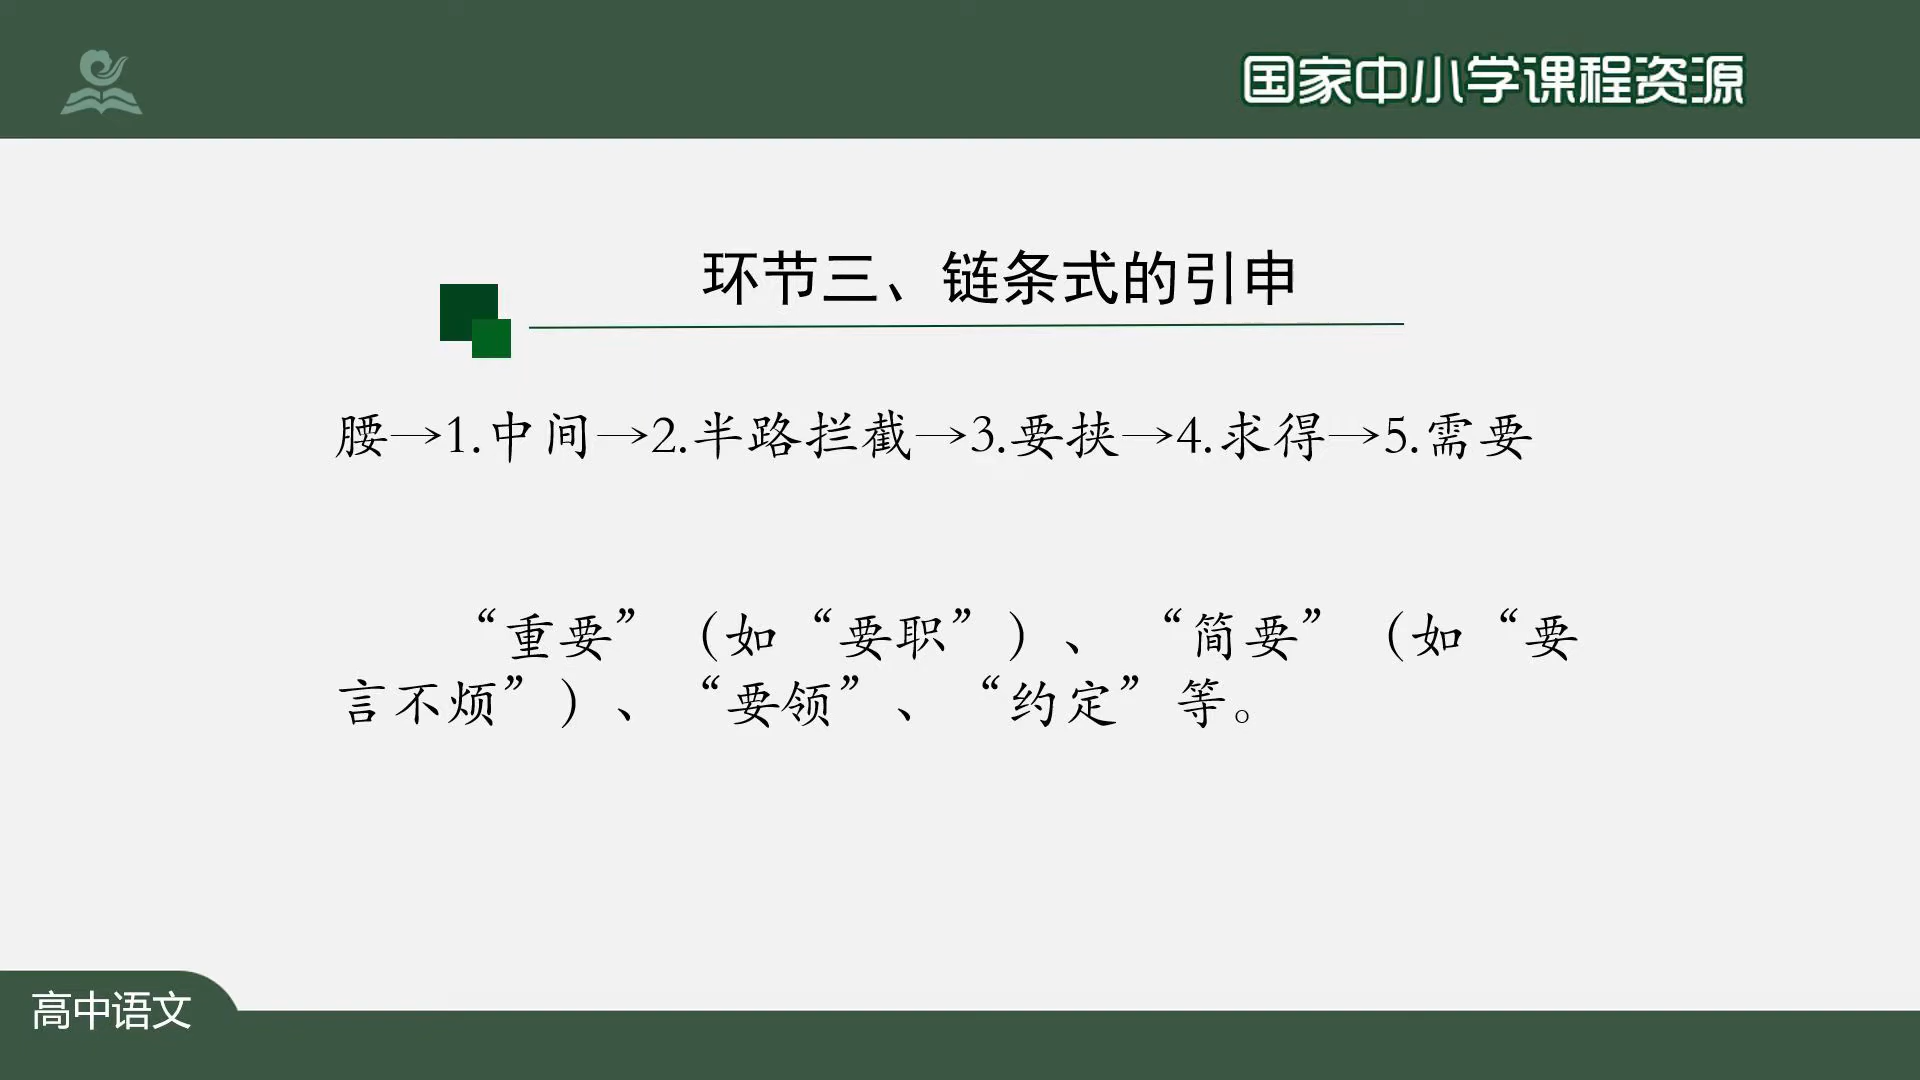 国家中小学课程资源
环节三、链条式的引申
腰→1.中间→2.半路拦截→3.要挟→4.求得→5.需要
“重要”（如“要职”）、“简要”（如“要
言不烦”）、“要领”、“约定”等。
高中语文